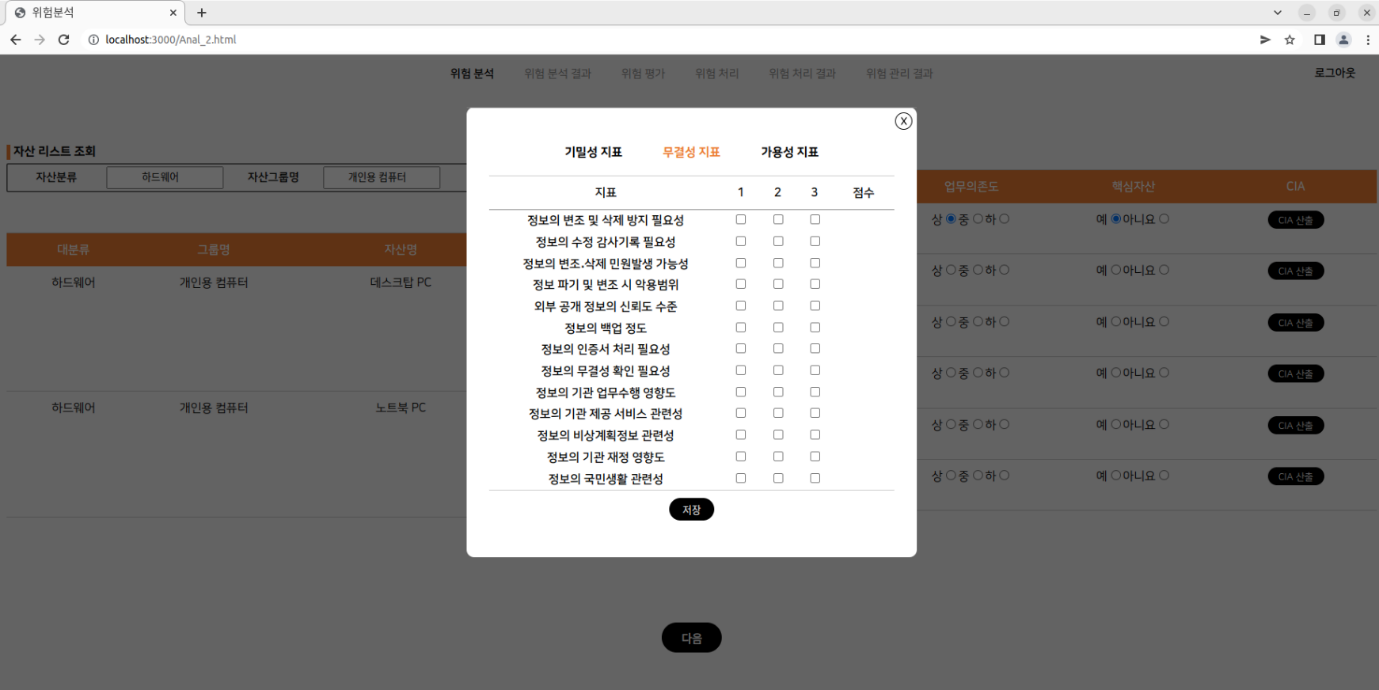 위험분석
localhost:3000/Anal_2.html
위험 분석 위험 분석 결과 위험 평가 위험 처리 위험 처리 결과 위험 관리 결과 로그아웃
X
기밀성 지표 무결성 지표 가용성 지표
지표 1 2 3 점수
정보의 변조 및 삭제 방지 필요성
정보의 수정 감사기록 필요성
정보의 변조.삭제 민원발생 가능성
정보 파기 및 변조 시 악용범위
외부 공개 정보의 신뢰도 수준
정보의 백업 정도
정보의 인증서 처리 필요성
정보의 무결성 확인 필요성
정보의 기관 업무수행 영향도
정보의 기관 제공 서비스 관련성
정보의 비상계획정보 관련성
정보의 기관 재정 영향도
정보의 국민생활 관련성
저장
자산 리스트 조회
자산분류 하드웨어 자산그룹명 개인용 컴퓨터
대분류 그룹명 자산명
하드웨어 개인용 컴퓨터 데스크탑 PC
하드웨어 개인용 컴퓨터 노트북 PC
업무의존도 핵심자산 CIA
상 중 하 예 아니요 CIA 산출
상 중 하 예 아니요 CIA 산출
상 중 하 예 아니요 CIA 산출
상 중 하 예 아니요 CIA 산출
상 중 하 예 아니요 CIA 산출
상 중 하 예 아니요 CIA 산출
다음